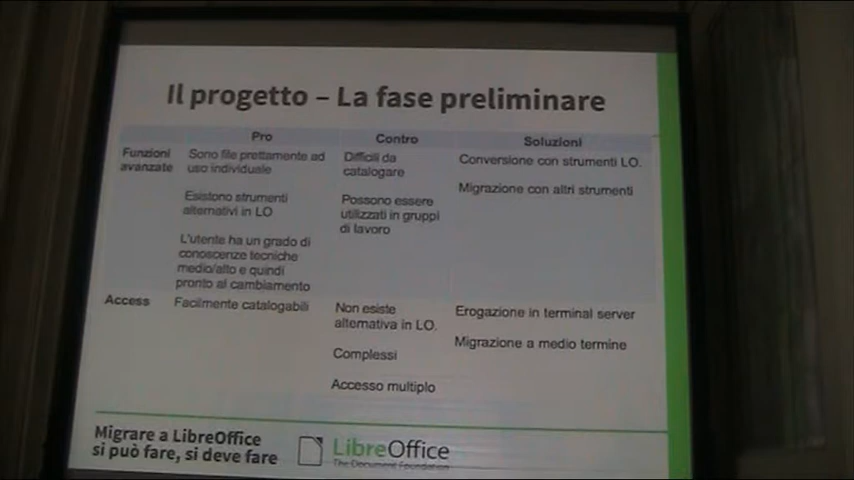 Il progetto – La fase preliminare
Pro
Contro
Soluzioni
Funzioni
avanzate
Sono file prettamente ad
uso individuale
Esistono strumenti
alternativi in LO
L'utente ha un grado di
conoscenze tecniche
medio/alto e quindi
pronto al cambiamento
Difficili da
catalogare
Possono essere
utilizzati in gruppi
di lavoro
Conversione con strumenti LO.
Migrazione con altri strumenti
Access
Facilmente catalogabili
Non esiste
alternativa in LO.
Complessi
Accesso multiplo
Erogazione in terminal server
Migrazione a medio termine
Migrare a LibreOffice
si può fare, si deve fare
LibreOffice
The Document Foundation